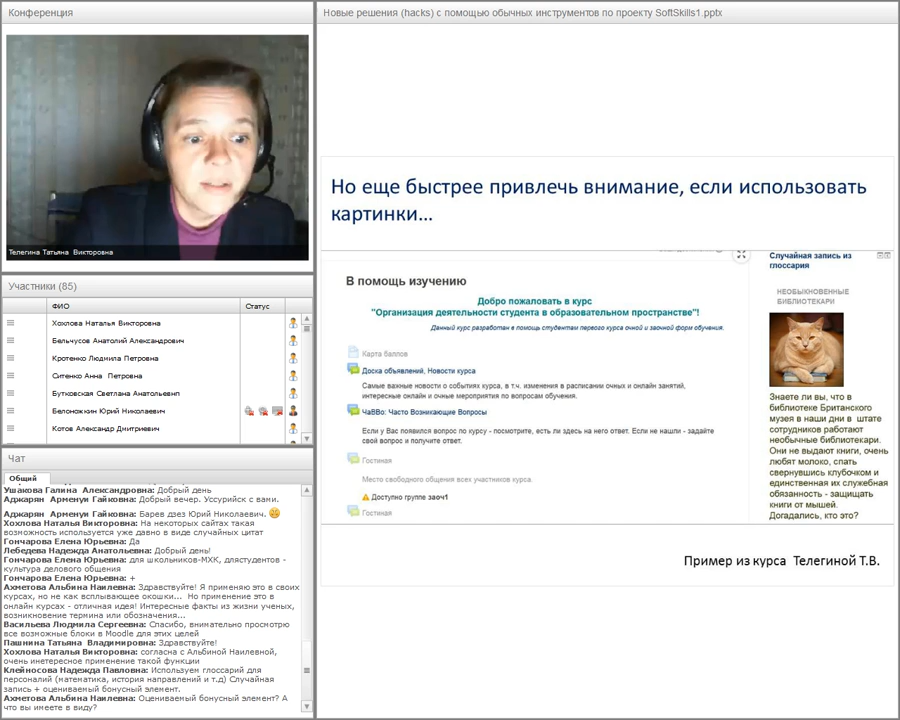 Конференция
Телегина Татьяна Викторовна
Участники (85)
ФИО
Статус
Хохлова Наталья Викторовна
Бельчусов Анатолий Александрович
Кротенко Людмила Петровна
Ситенко Анна Петровна
Бутковская Светлана Анатольевна
Белоножкин Юрий Николаевич
Котов Александр Дмитриевич
Чат
Общий
Ушакова Галина Александровна: Добрый день
Аджарян Арменуи Гайковна: Добрый вечер. Уссурийск с вами.
Аджарян Арменуи Гайковна: Барев дзез Юрий Николаевич.
Хохлова Наталья Викторовна: На некоторых сайтах такая
возможность используется уже давно в виде случайных цитат
Гончарова Елена Юрьевна: Да
Лебедева Надежда Анатольевна: Добрый день!
Гончарова Елена Юрьевна: для школьников-МХК, длястудентов -
культура делового общения
Гончарова Елена Юрьевна: +
Ахметова Альбина Наилевна: Здравствуйте! Я применяю это в своих
курсах, но не как всплывающие окошки... Но применение это в
онлайн курсах - отличная идея! Интересные факты из жизни ученых,
возникновение термина или обозначения...
Васильева Людмила Сергеевна: Спасибо, внимательно просмотрю
все возможные блоки в Moodle для этих целей
Пашнина Татьяна Владимировна: Здравствуйте!
Хохлова Наталья Викторовна: согласна с Альбиной Наилевной,
очень инетересное применение такой функции
Клейносова Надежда Павловна: Используем глоссарий для
персоналий (математика, история направлений и т.д) Случайная
запись + оцениваемый бонусный элемент.
Ахметова Альбина Наилевна: Оцениваемый бонусный элемент? А
что вы имеете в виду?
Новые решения (hacks) с помощью обычных инструментов по проекту SoftSkills1.pptx
Но еще быстрее привлечь внимание, если использовать
картинки...
В помощь изучению
Добро пожаловать в курс
"Организация деятельности студента в образовательном пространстве"!
Данный курс разработан в помощь студентам первого курса очной и заочной форм обучения.
Карта баллов
Доска объявлений, Новости курса
Самые важные новости о событиях курса, в т.ч. изменения в расписании очных и онлайн занятий,
интересные онлайн и очные мероприятия по вопросам обучения.
ЧаВВо: Часто Возникающие Вопросы
Если у Вас появился вопрос по курсу - посмотрите, есть ли здесь на него ответ. Если не нашли - задайте
свой вопрос и получите ответ.
Гостиная
Место свободного общения всех участников курса.
Доступно группе заоч1
Гостиная
Случайная запись из
глоссария
НЕОБЫКНОВЕННЫЕ
БИБЛИОТЕКАРИ
Знаете ли вы, что в
библиотеке Британского
музея в наши дни в штате
сотрудников работают
необычные библиотекари.
Они не выдают книги, очень
любят молоко, спать
свернувшись клубочком и
единственная их служебная
обязанность - защищать
книги от мышей.
Догадались, кто это?
Пример из курса Телегиной Т.В.